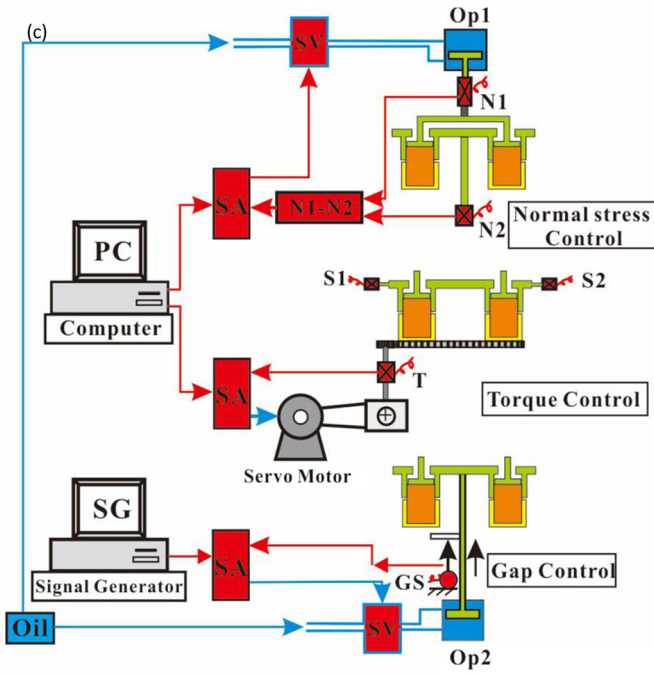 (c)
Op1
SV
N1
SA
N1-N2
N2
Normal stress
Control
PC
Computer
S1
S2
SA
T
Torque Control
Servo Motor
SG
Signal Generator
SA
GS
Gap Control
Oil
SV
Op2